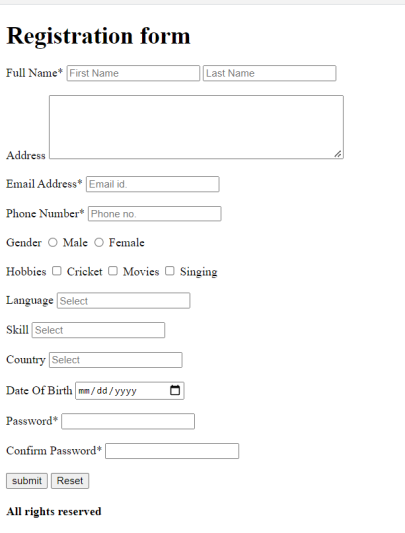 Registration form
Full Name* First Name Last Name
Address
Email Address* Email id.
Phone Number* Phone no.
Gender Male Female
Hobbies Cricket Movies Singing
Language Select
Skill Select
Country Select
Date Of Birth mm/dd/yyyy
Password*
Confirm Password*
submit Reset
All rights reserved